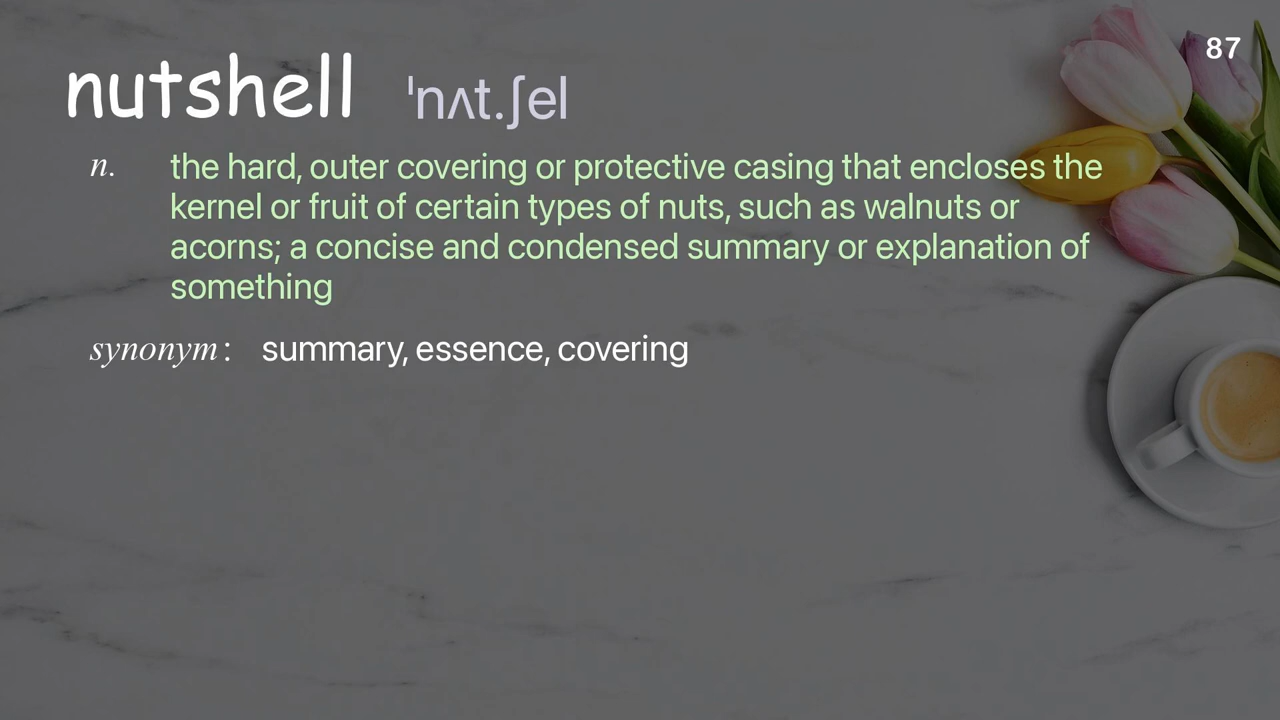 87
nutshell ˈnʌt.ʃel
n. the hard, outer covering or protective casing that encloses the
kernel or fruit of certain types of nuts, such as walnuts or
acorns; a concise and condensed summary or explanation of
something
synonym: summary, essence, covering